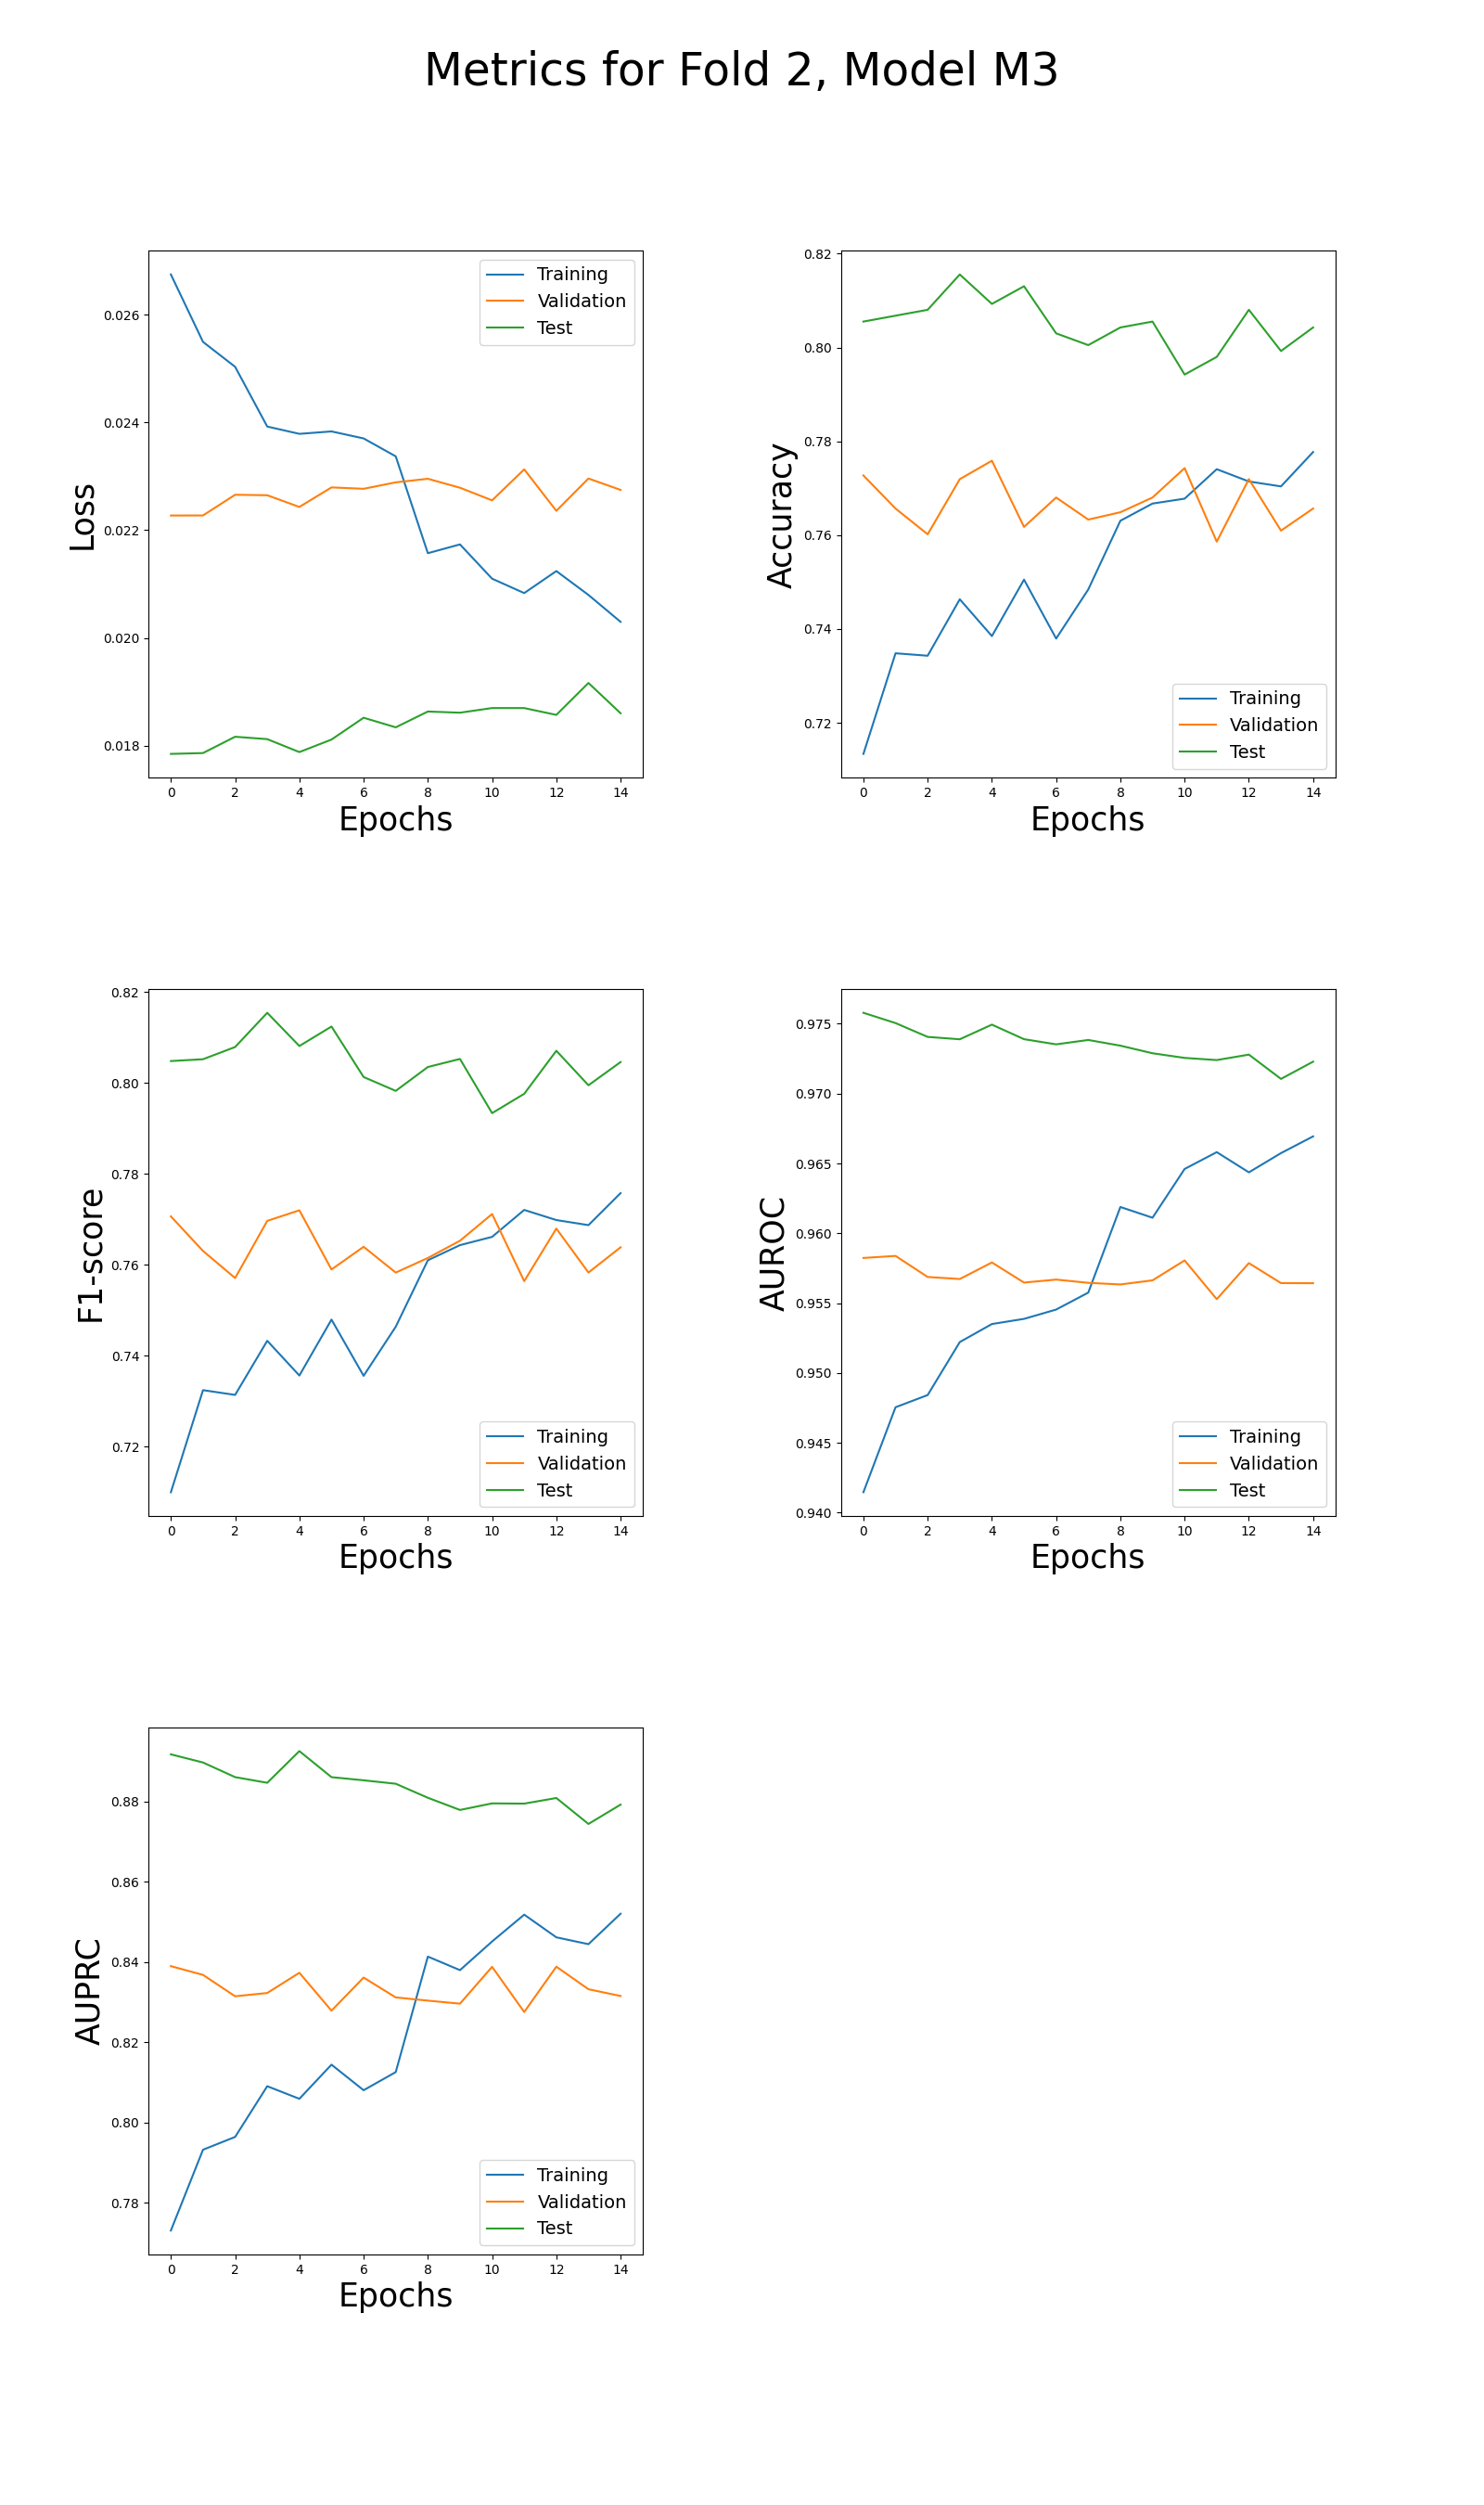 Metrics for Fold 2, Model M3
Training
Validation
Test
0.026
0.024
0.022
0.020
0.018
Loss
0 2 4 6 8 10 12 14
Epochs
0.82
0.80
0.78
0.76
0.74
0.72
Accuracy
Training
Validation
Test
0 2 4 6 8 10 12 14
Epochs
0.82
0.80
0.78
0.76
0.74
0.72
F1-score
Training
Validation
Test
0 2 4 6 8 10 12 14
Epochs
0.975
0.970
0.965
0.960
0.955
0.950
0.945
0.940
AUROC
Training
Validation
Test
0 2 4 6 8 10 12 14
Epochs
0.88
0.86
0.84
0.82
0.80
0.78
AUPRC
Training
Validation
Test
0 2 4 6 8 10 12 14
Epochs